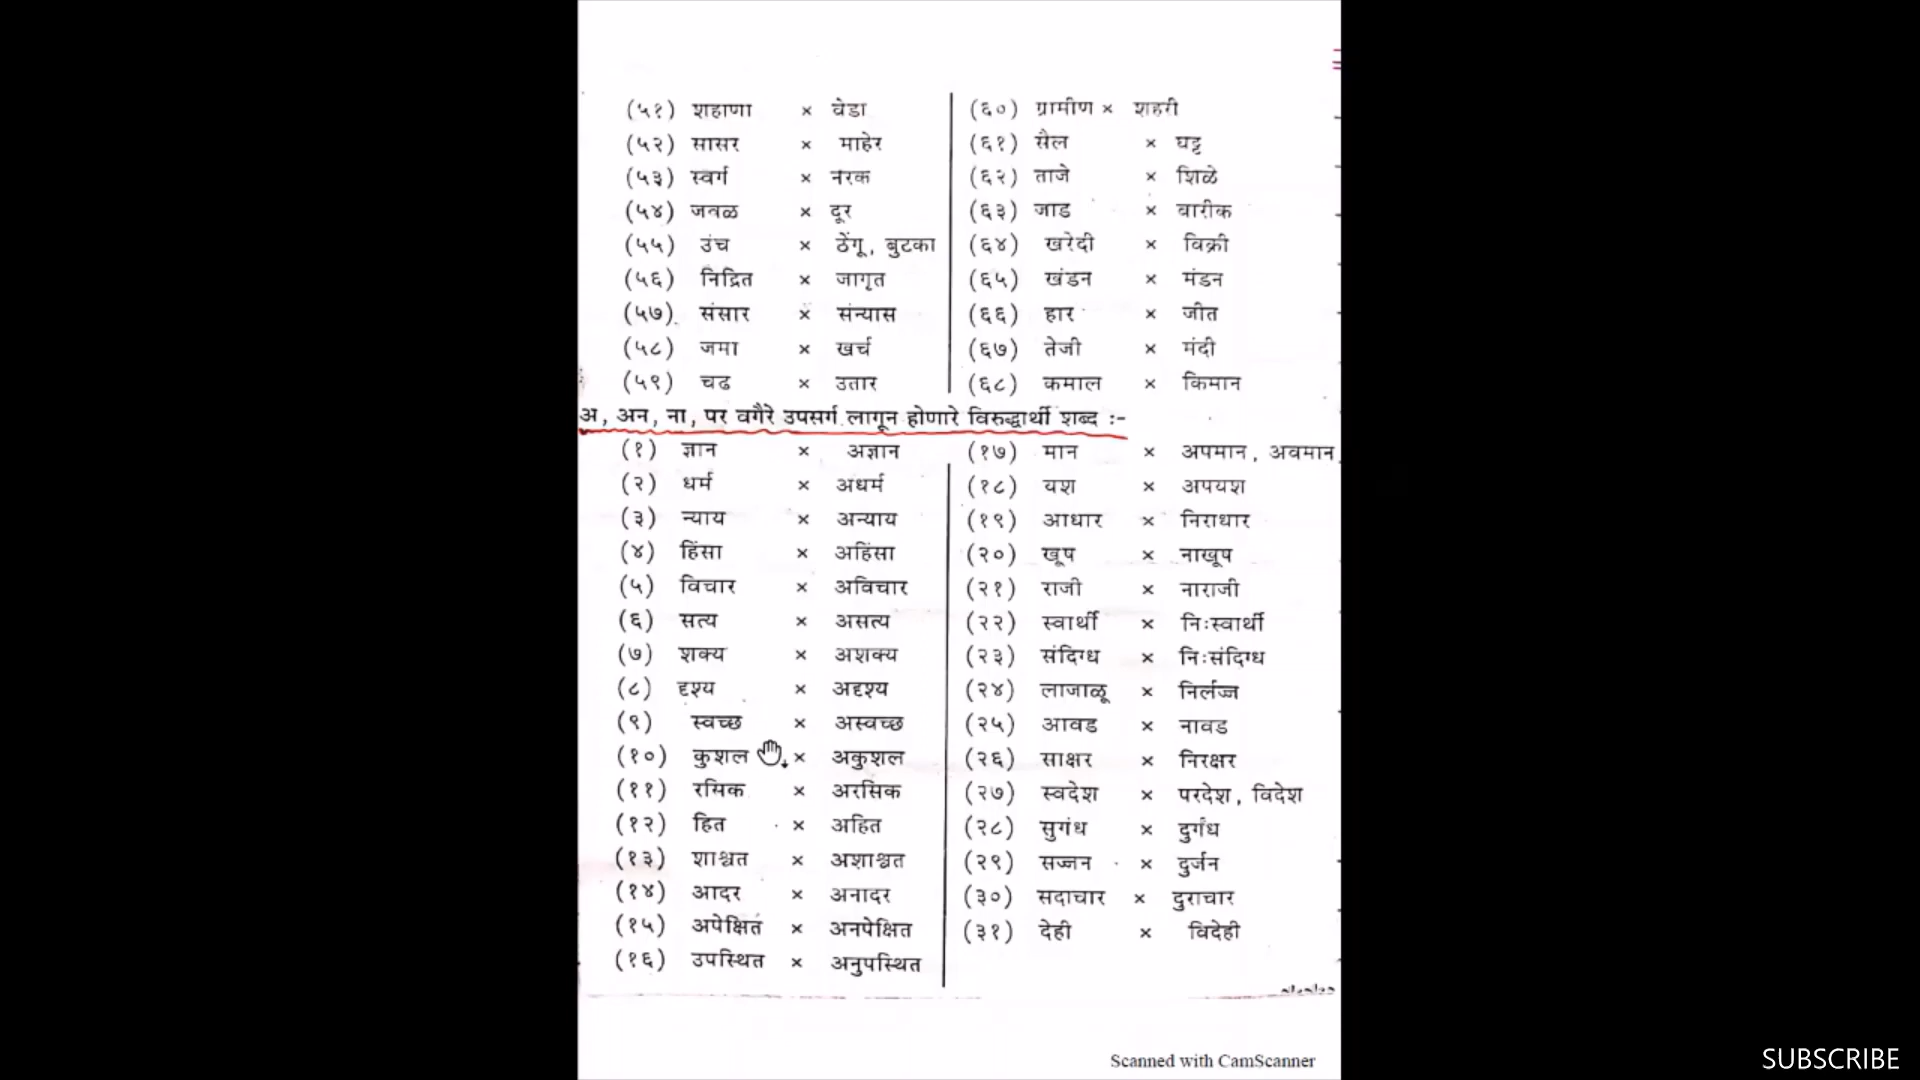 (५१) शहाणा × वेडा
(५२) सासर × माहेर
(५३) स्वर्ग × नरक
(५४) जवळ × दूर
(५५) उंच × ठेंगू, बुटका
(५६) निद्रित × जागृत
(५७) संसार × संन्यास
(५८) जमा × खर्च
(५९) चढ × उतार
(६०) ग्रामीण × शहरी
(६१) सैल × घट्ट
(६२) ताजे × शिळे
(६३) जाड × बारीक
(६४) खरेदी × विक्री
(६५) खंडन × मंडन
(६६) हार × जीत
(६७) तेजी × मंदी
(६८) कमाल × किमान
अ, अन, ना, पर वगैरे उपसर्ग लागून होणारे विरुद्धार्थी शब्द :-
(१) ज्ञान × अज्ञान
(२) धर्म × अधर्म
(३) न्याय × अन्याय
(४) हिंसा × अहिंसा
(५) विचार × अविचार
(६) सत्य × असत्य
(७) शक्य × अशक्य
(८) दृश्य × अदृश्य
(९) स्वच्छ × अस्वच्छ
(१०) कुशल × अकुशल
(११) रसिक × अरसिक
(१२) हित × अहित
(१३) शाश्वत × अशाश्वत
(१४) आदर × अनादर
(१५) अपेक्षित × अनपेक्षित
(१६) उपस्थित × अनुपस्थित
(१७) मान × अपमान, अवमान
(१८) यश × अपयश
(१९) आधार × निराधार
(२०) खूष × नाखूष
(२१) राजी × नाराजी
(२२) स्वार्थी × निःस्वार्थी
(२३) संदिग्ध × निःसंदिग्ध
(२४) लाजाळू × निर्लज्ज
(२५) आवड × नावड
(२६) साक्षर × निरक्षर
(२७) स्वदेश × परदेश, विदेश
(२८) सुगंध × दुर्गंध
(२९) सज्जन × दुर्जन
(३०) सदाचार × दुराचार
(३१) देही × विदेही
Scanned with CamScanner
SUBSCRIBE